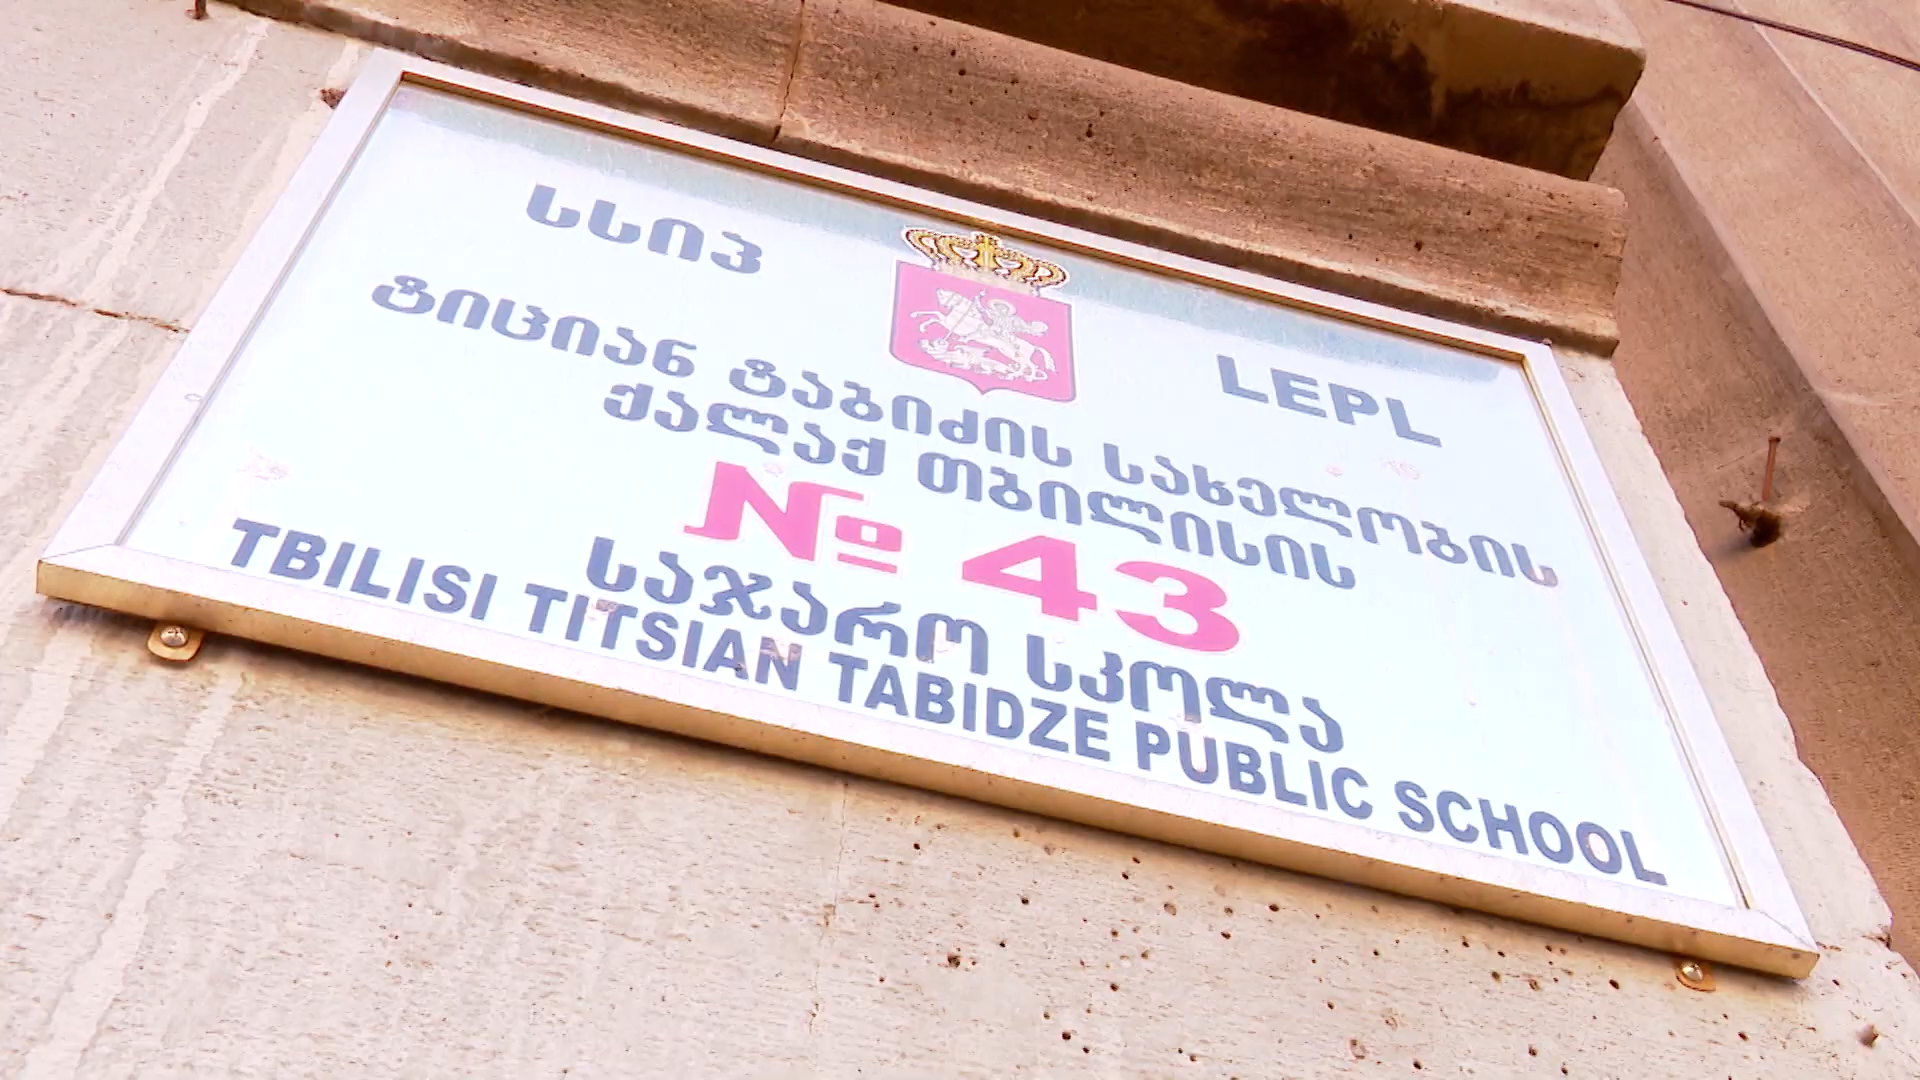 სსიპ
LEPL
ტიციან ტაბიძის სახელობის
ქალაქ თბილისის
№ 43
საჯარო სკოლა
TBILISI TITSIAN TABIDZE PUBLIC SCHOOL